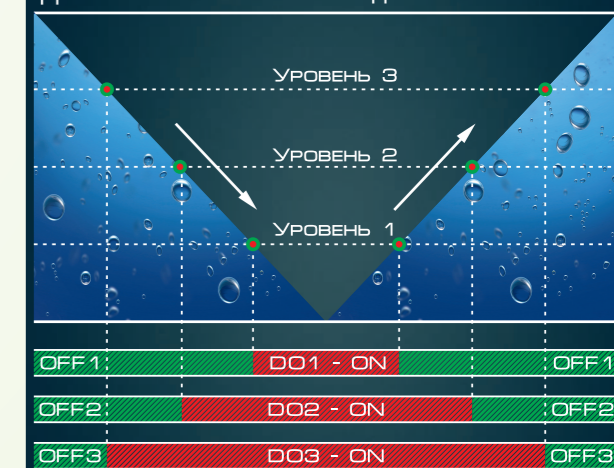 Уровень 3
Уровень 2
Уровень 1
OFF1 DO1 - ON OFF1
OFF2 DO2 - ON OFF2
OFF3 DO3 - ON OFF3